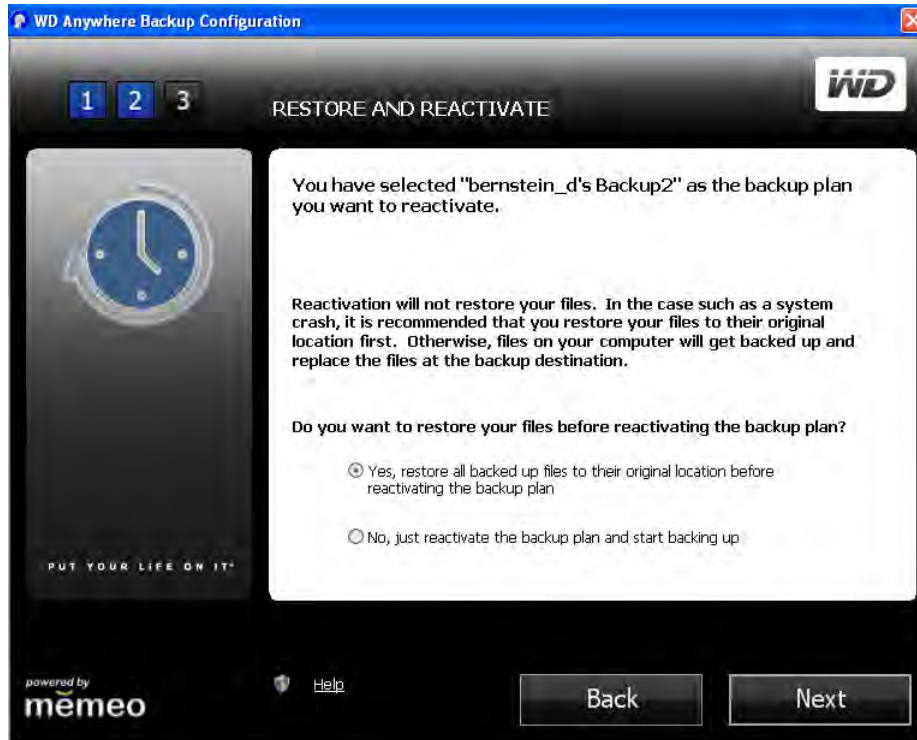 WD Anywhere Backup Configuration
1 2 3
RESTORE AND REACTIVATE
WD
You have selected "bernstein_d's Backup2" as the backup plan
you want to reactivate.
Reactivation will not restore your files. In the case such as a system
crash, it is recommended that you restore your files to their original
location first. Otherwise, files on your computer will get backed up and
replace the files at the backup destination.
Do you want to restore your files before reactivating the backup plan?
Yes, restore all backed up files to their original location before
reactivating the backup plan
No, just reactivate the backup plan and start backing up
PUT YOUR LIFE ON IT
powered by
memeo
Help
Back
Next